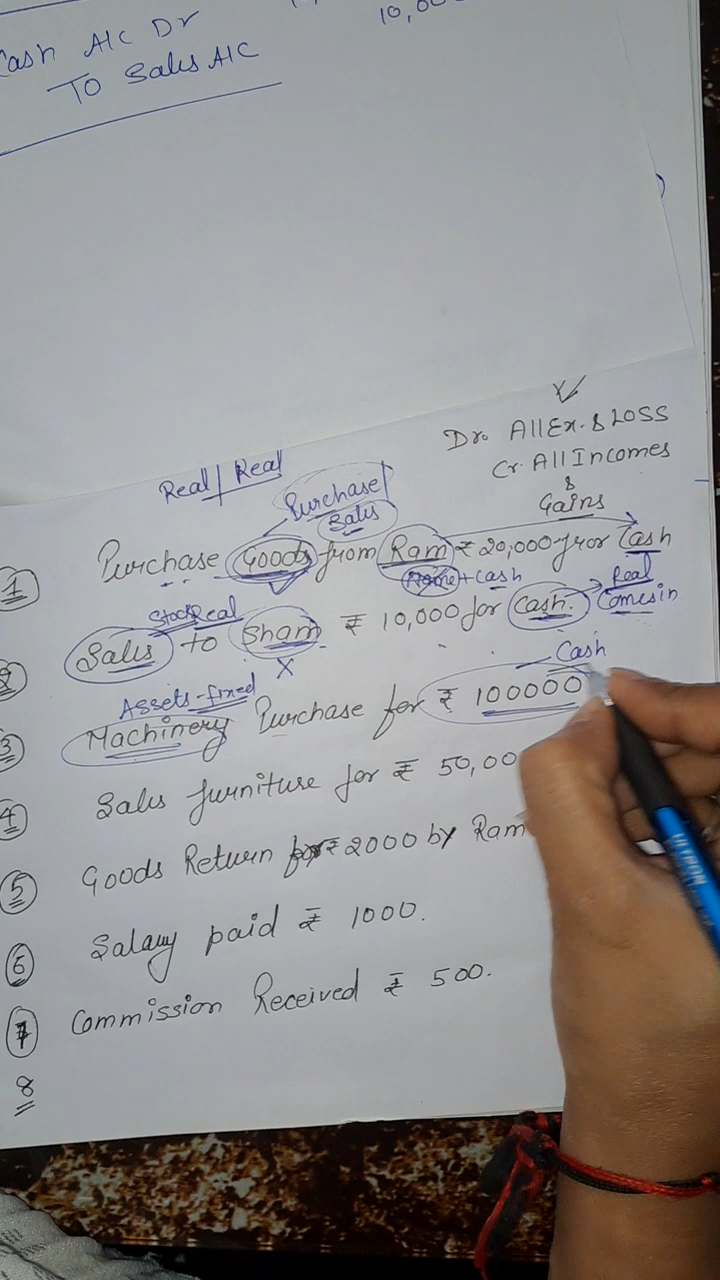 Cash A/C Dr
10,00
To Sales A/C
Dr. All Ex. & Loss
Cr. All Incomes
&
Gains
Real | Real
Purchase |
Sales
1 Purchase Goods from Ram ₹ 20,000 for Cash
Name + Cash
Real
Stock Real
2 Sales to Sham ₹ 10,000 for Cash. Comes in
X
Cash
Assets - fixed
3 Machinery Purchase for ₹ 100000
4 Sales furniture for ₹ 50,00
5 Goods Return for ₹ 2000 by Ram
6 Salary paid ₹ 1000.
7 Commission Received ₹ 500.
8